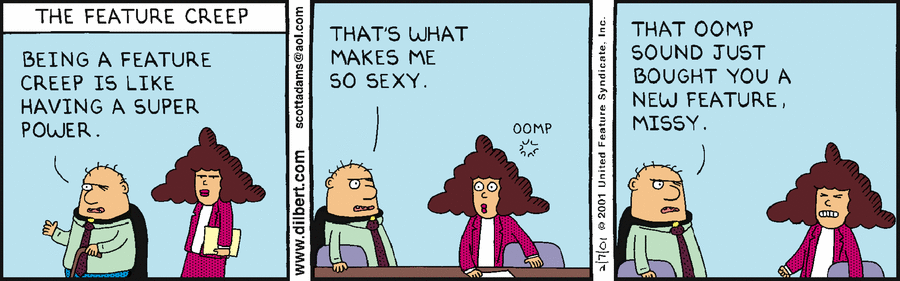 THE FEATURE CREEP
BEING A FEATURE
CREEP IS LIKE
HAVING A SUPER
POWER.
www.dilbert.com
scottadams@aol.com
THAT'S WHAT
MAKES ME
SO SEXY.
OOMP
2/7/01 © 2001 United Feature Syndicate, Inc.
THAT OOMP
SOUND JUST
BOUGHT YOU A
NEW FEATURE,
MISSY.